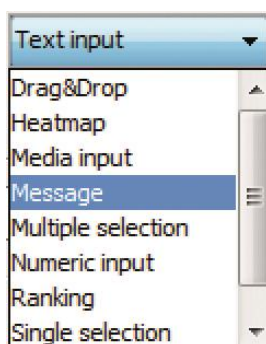 Text input
Drag&Drop
Heatmap
Media input
Message
Multiple selection
Numeric input
Ranking
Single selection